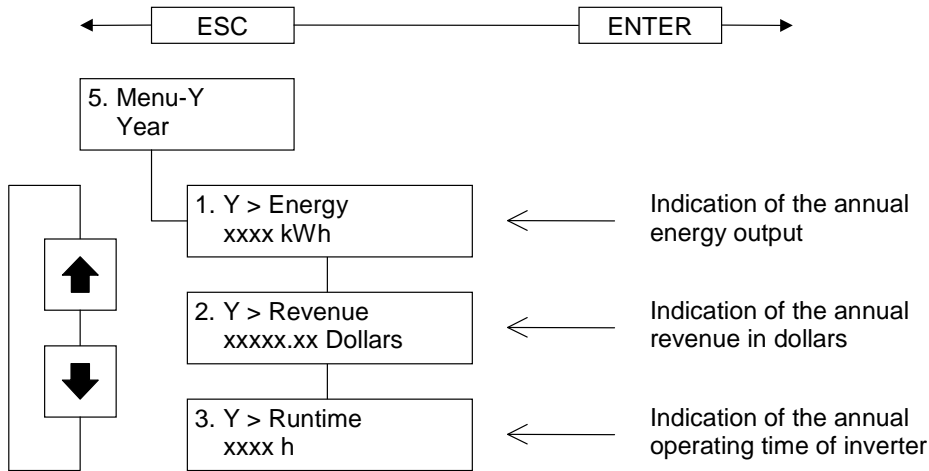 ESC
ENTER
5. Menu-Y
Year
1. Y > Energy
xxxx kWh
Indication of the annual
energy output
2. Y > Revenue
xxxxx.xx Dollars
Indication of the annual
revenue in dollars
3. Y > Runtime
xxxx h
Indication of the annual
operating time of inverter